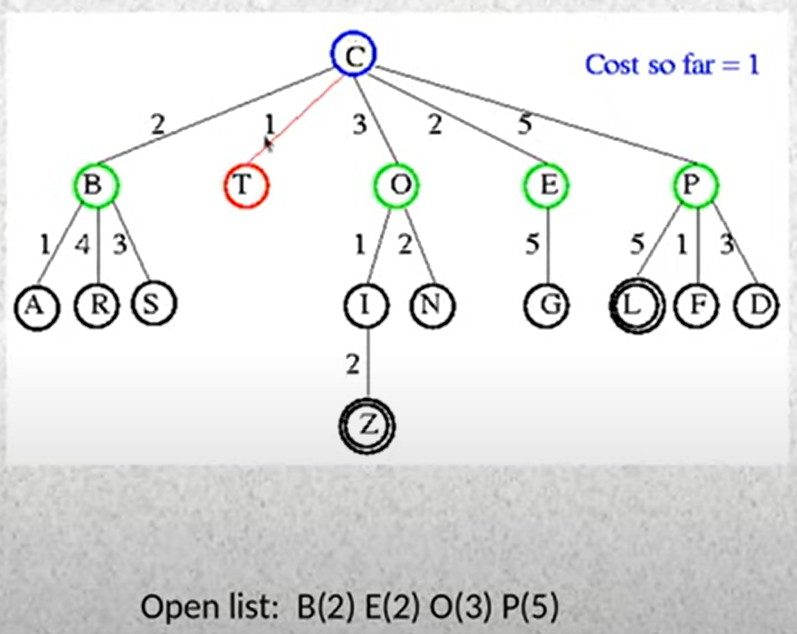 C
Cost so far = 1
2 1 3 2 5
B T O E P
1 4 3 1 2 5 5 1 3
A R S I N G L F D
2
Z
Open list: B(2) E(2) O(3) P(5)